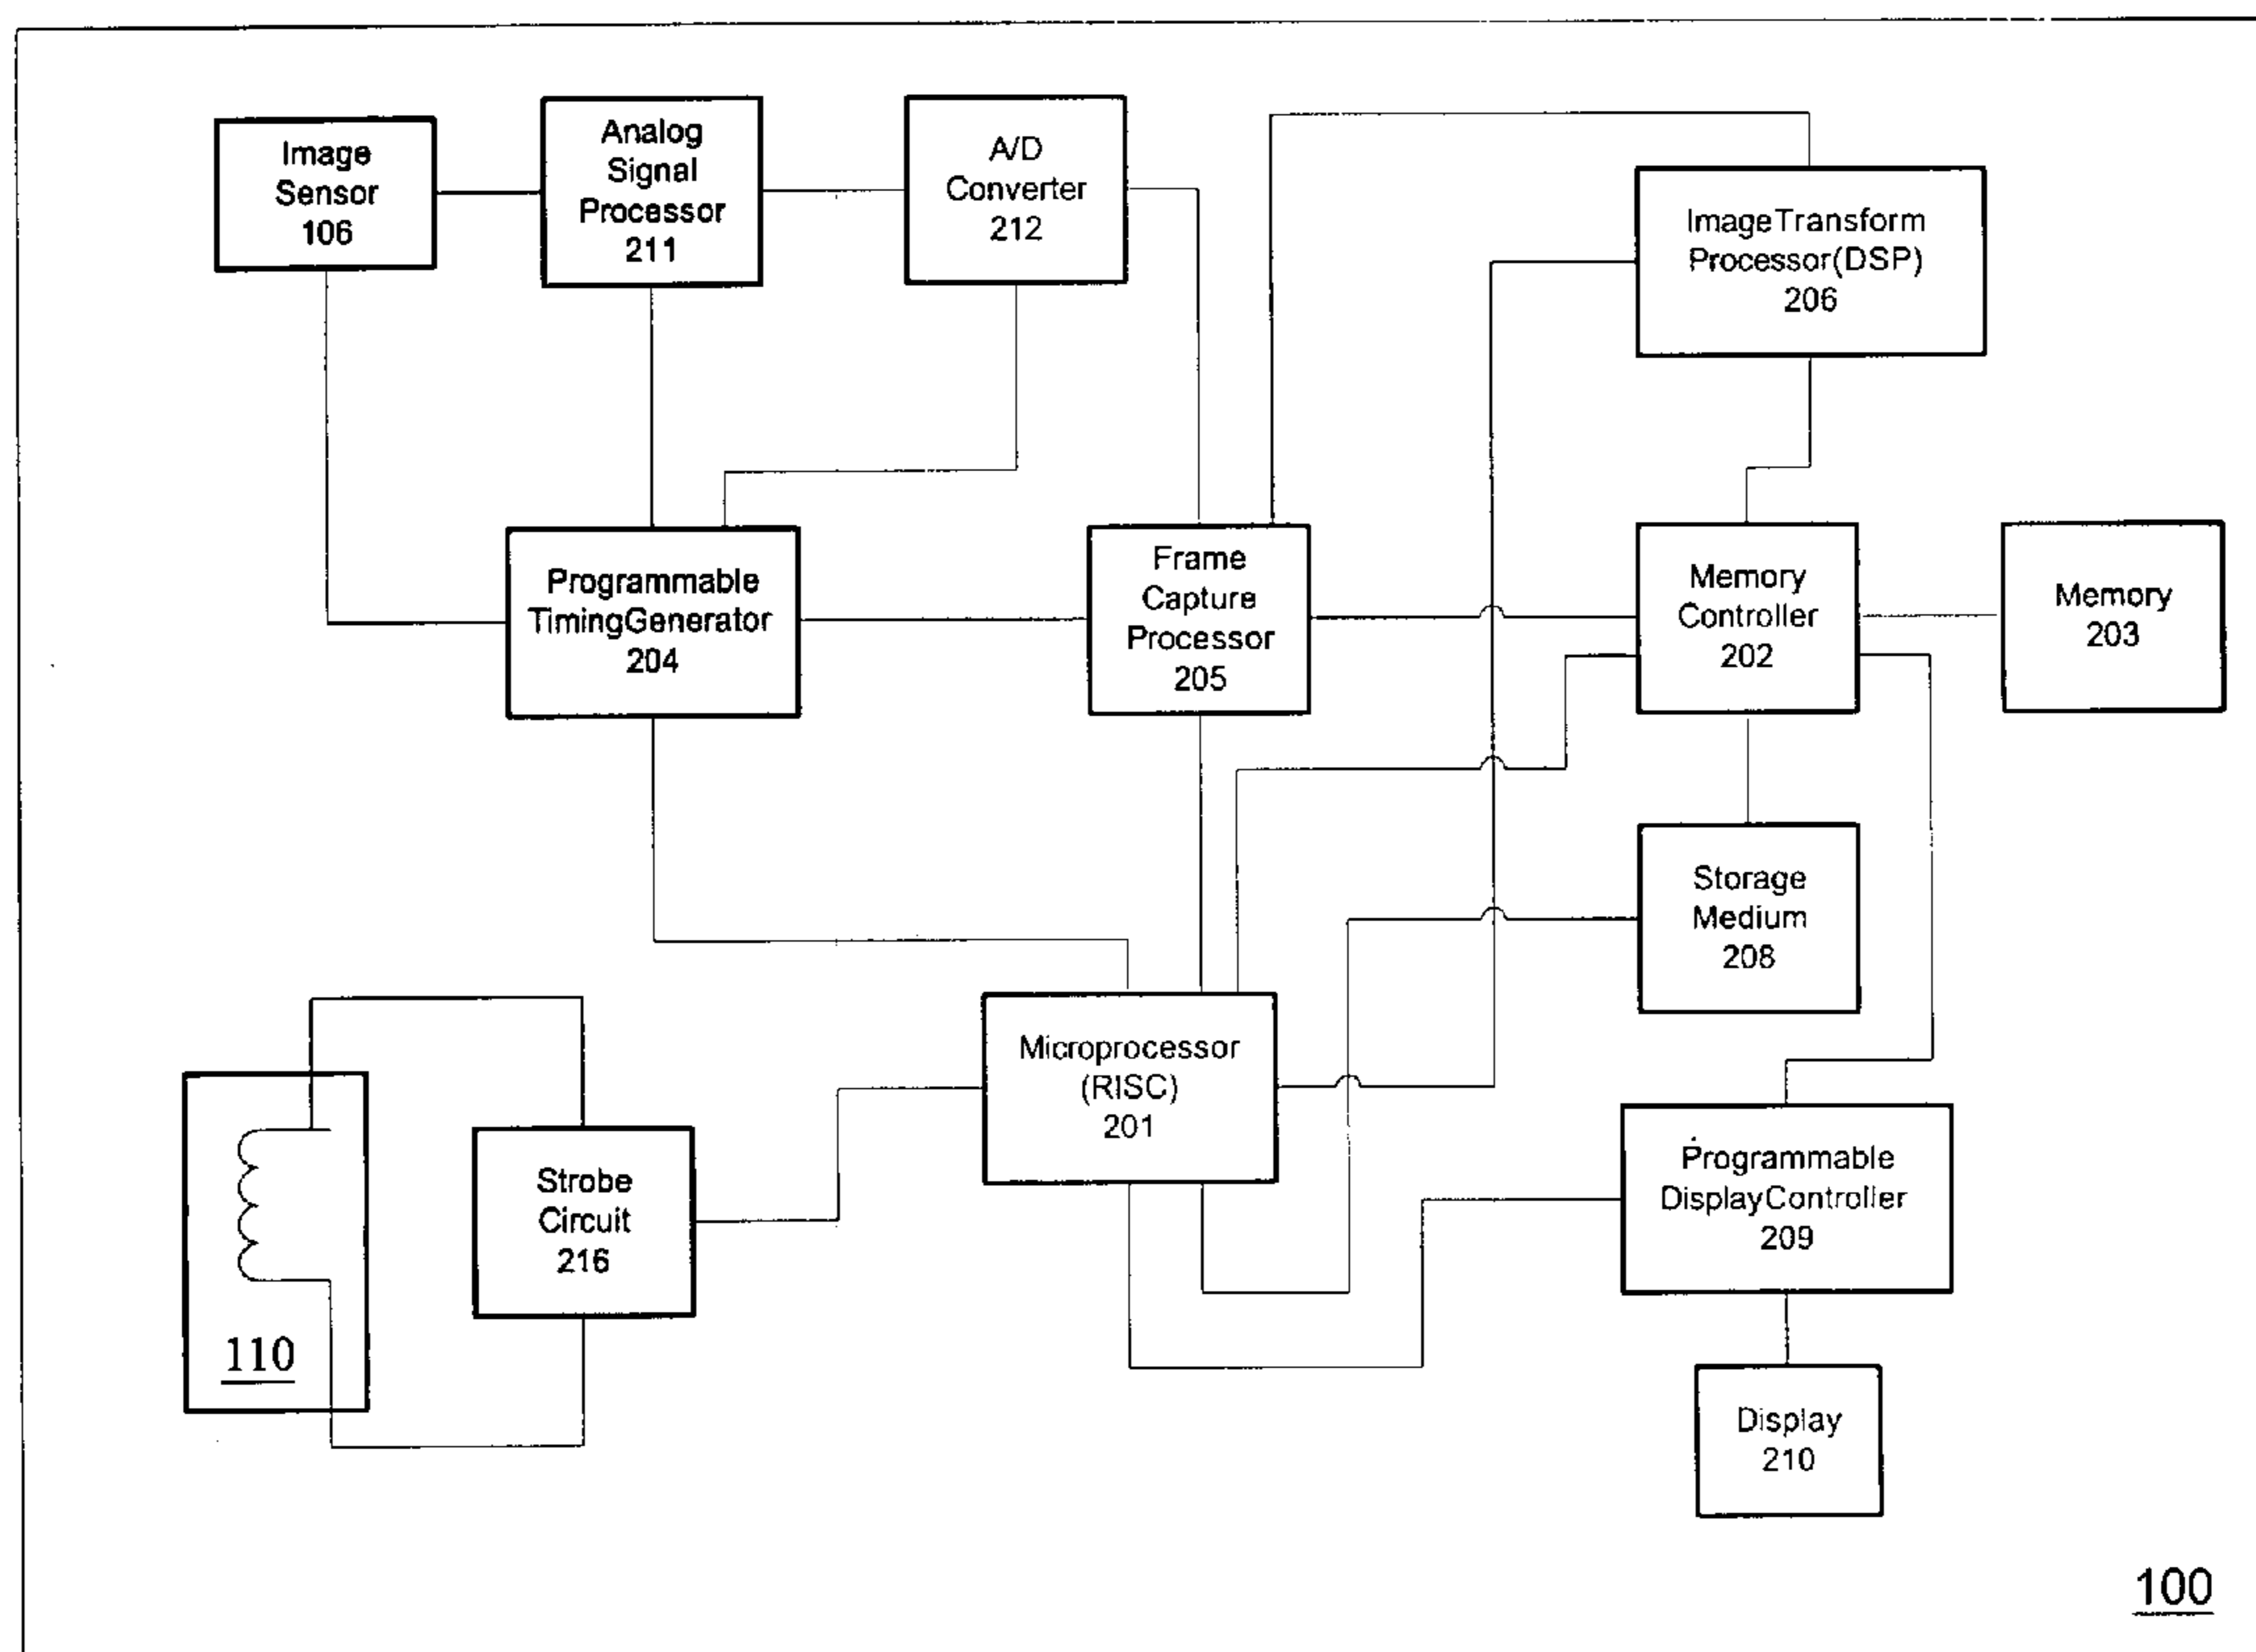 Image
Sensor
106
Analog
Signal
Processor
211
A/D
Converter
212
ImageTransform
Processor(DSP)
206
Programmable
TimingGenerator
204
Frame
Capture
Processor
205
Memory
Controller
202
Memory
203
Storage
Medium
208
Microprocessor
(RISC)
201
Strobe
Circuit
216
110
Programmable
DisplayController
209
Display
210
100